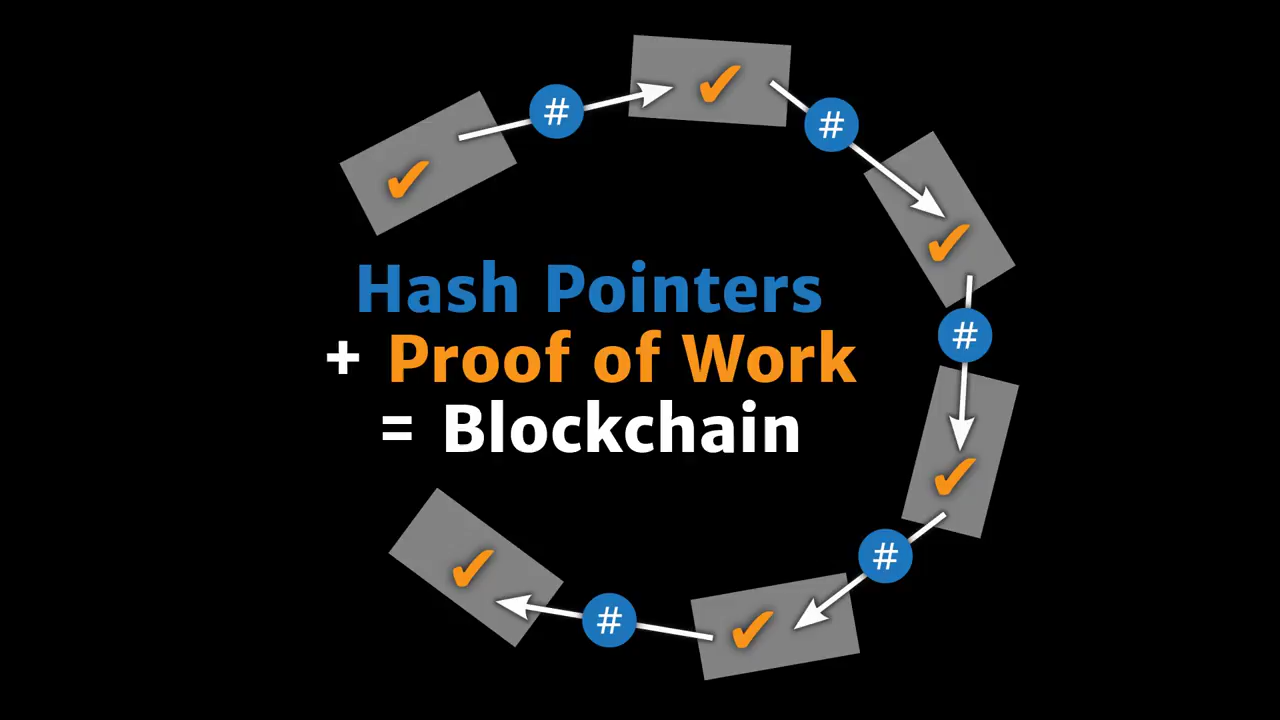 #
#
Hash Pointers
#
+ Proof of Work
= Blockchain
#
#